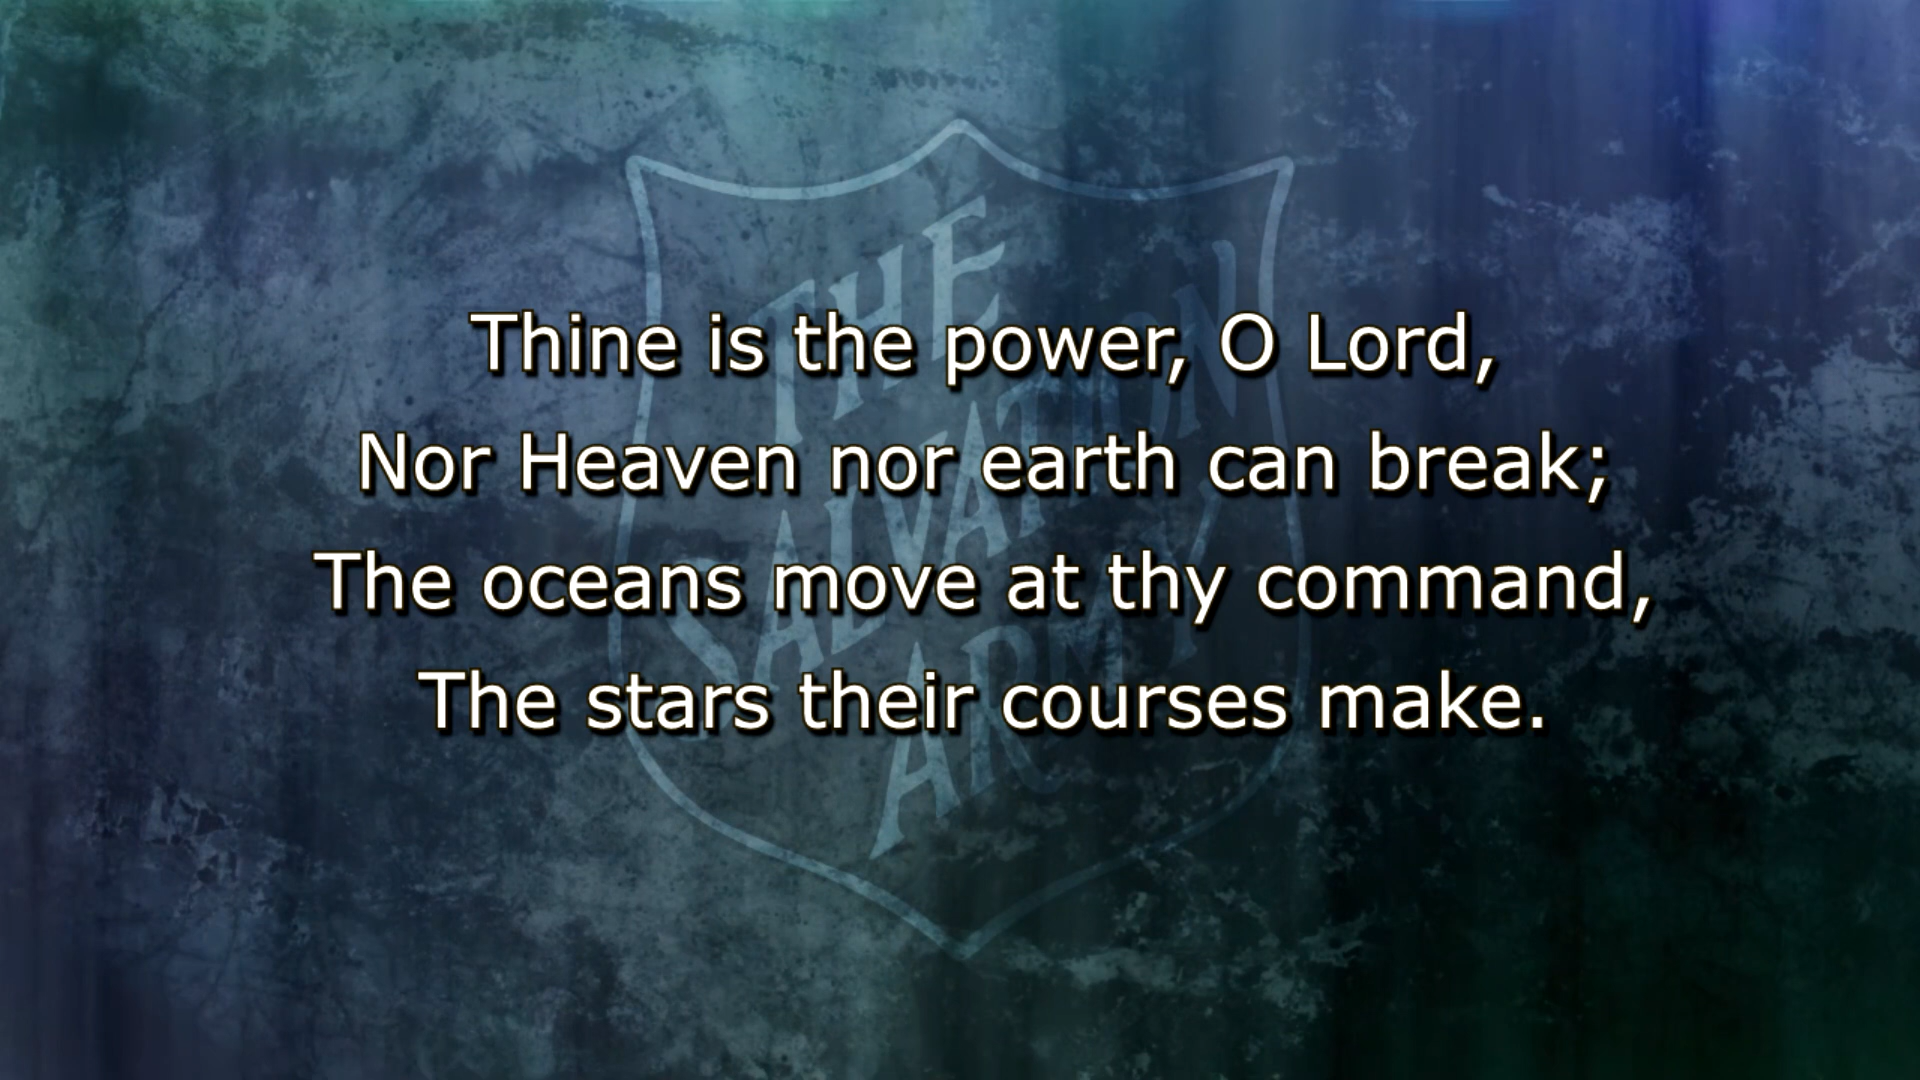 Thine is the power, O Lord,
Nor Heaven nor earth can break;
The oceans move at thy command,
The stars their courses make.
THE
SALVATION
ARMY